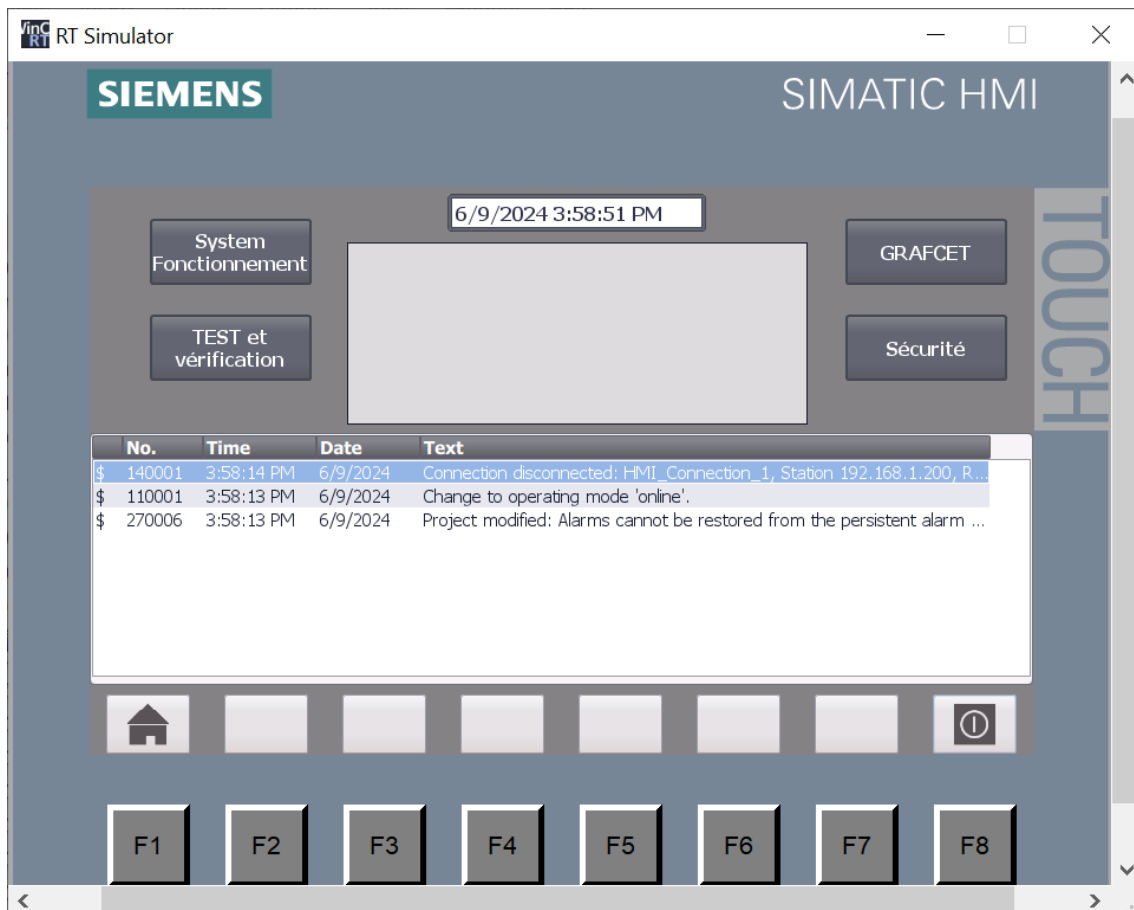 WinC RT RT Simulator
SIEMENS
SIMATIC HMI
TOUCH
6/9/2024 3:58:51 PM
System
Fonctionnement
GRAFCET
TEST et
vérification
Sécurité
No. Time Date Text
$ 140001 3:58:14 PM 6/9/2024 Connection disconnected: HMI_Connection_1, Station 192.168.1.200, R...
$ 110001 3:58:13 PM 6/9/2024 Change to operating mode 'online'.
$ 270006 3:58:13 PM 6/9/2024 Project modified: Alarms cannot be restored from the persistent alarm ...
F1 F2 F3 F4 F5 F6 F7 F8